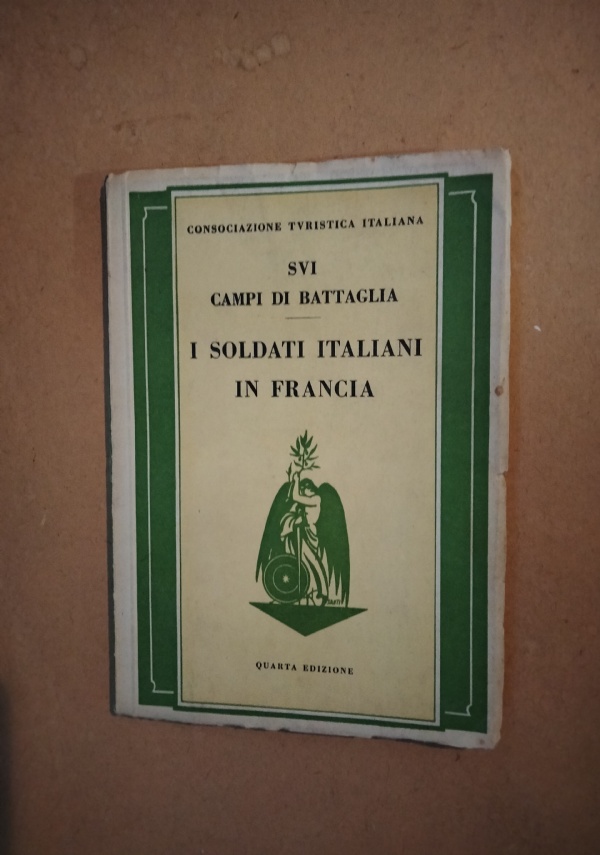 CONSOCIAZIONE TVRISTICA ITALIANA
SVI
CAMPI DI BATTAGLIA
I SOLDATI ITALIANI
IN FRANCIA
QUARTA EDIZIONE